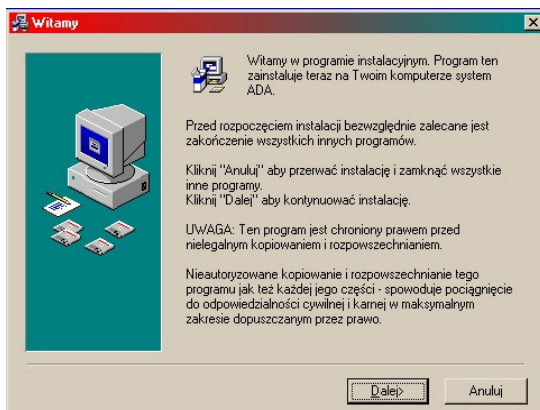 Witamy
Witamy w programie instalacyjnym. Program ten
zainstaluje teraz na Twoim komputerze system
ADA.
Przed rozpoczęciem instalacji bezwzględnie zalecane jest
zakończenie wszystkich innych programów.
Kliknij "Anuluj" aby przerwać instalację i zamknąć wszystkie
inne programy.
Kliknij "Dalej" aby kontynuować instalację.
UWAGA: Ten program jest chroniony prawem przed
nielegalnym kopiowaniem i rozpowszechnianiem.
Nieautoryzowane kopiowanie i rozpowszechnianie tego
programu jak też każdej jego części - spowoduje pociągnięcie
do odpowiedzialności cywilnej i karnej w maksymalnym
zakresie dopuszczanym przez prawo.
Dalej>
Anuluj